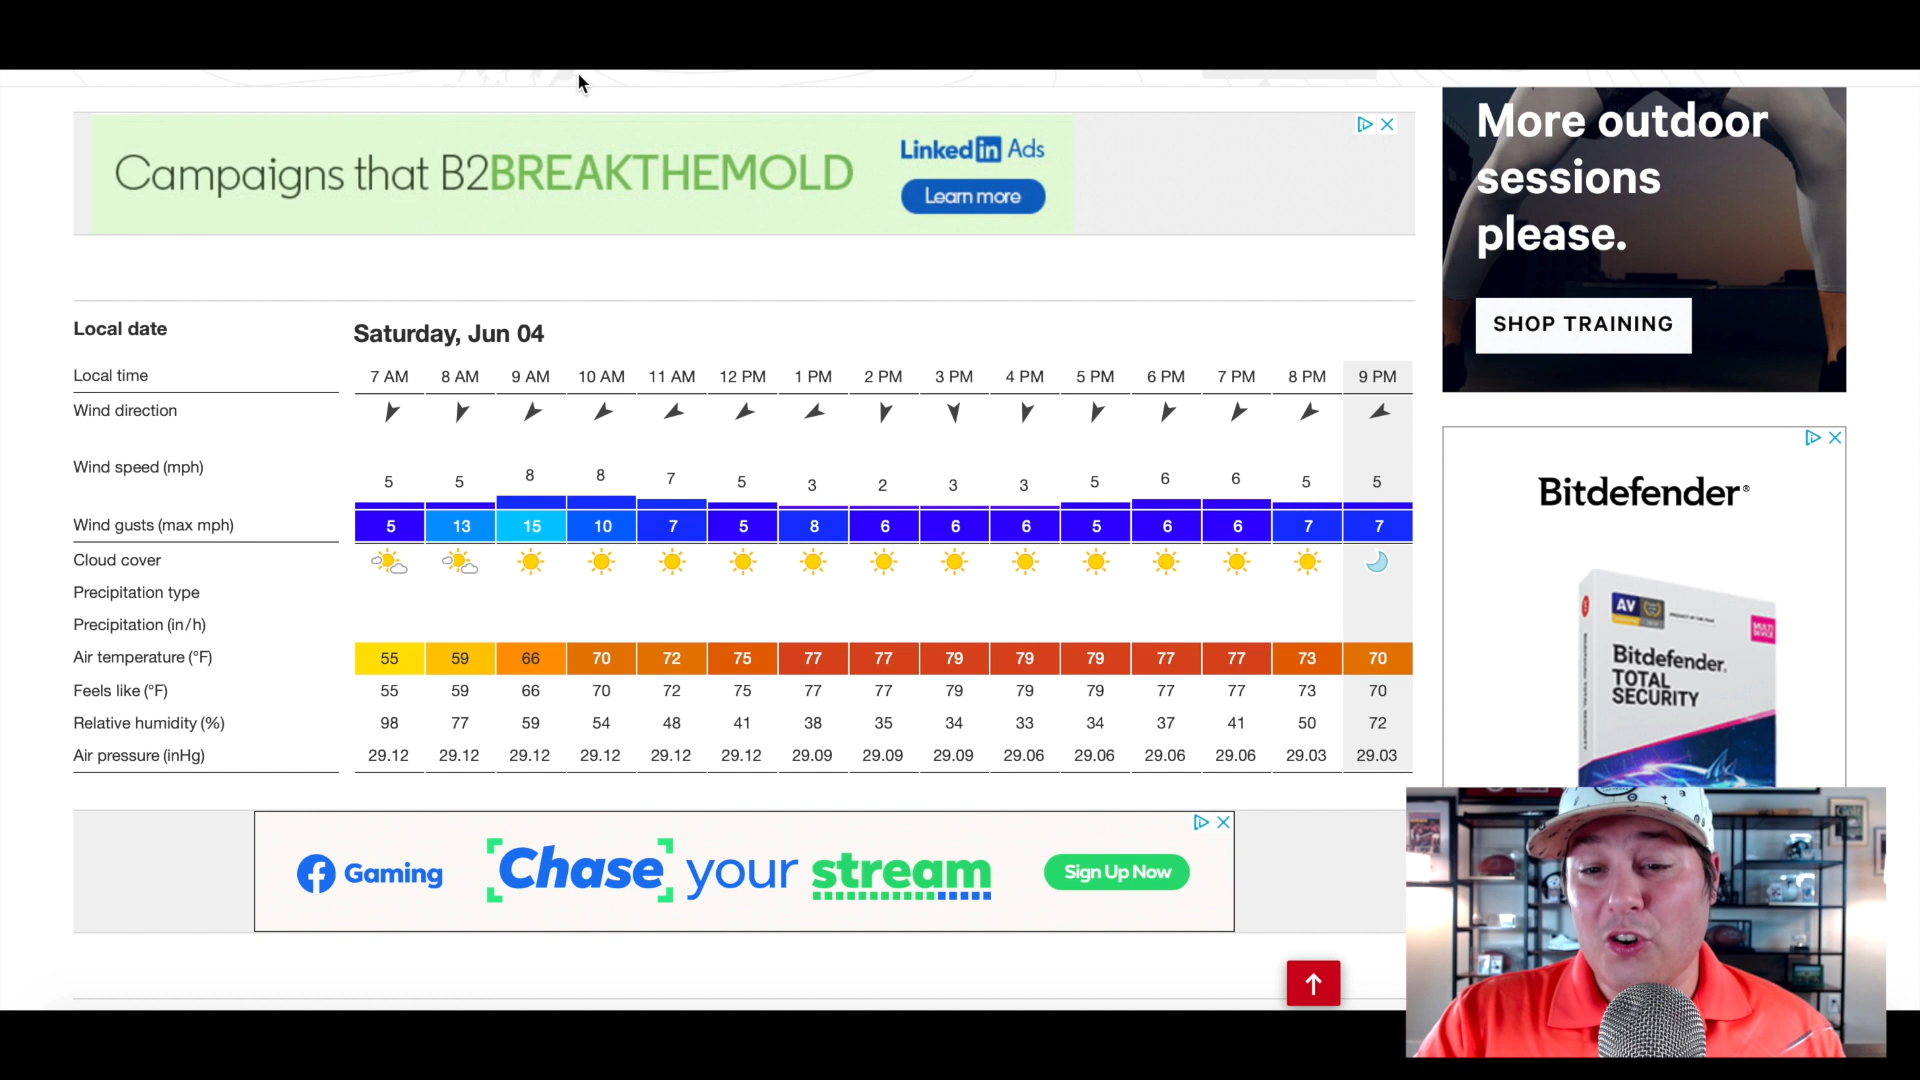 Campaigns that B2BREAKTHEMOLD
LinkedIn Ads
Learn more
More outdoor
sessions
please.
SHOP TRAINING
Local date
Saturday, Jun 04
Local time 7 AM 8 AM 9 AM 10 AM 11 AM 12 PM 1 PM 2 PM 3 PM 4 PM 5 PM 6 PM 7 PM 8 PM 9 PM
Wind direction
Wind speed (mph) 5 5 8 8 7 5 3 2 3 3 5 6 6 5 5
Wind gusts (max mph) 5 13 15 10 7 5 8 6 6 6 5 6 6 7 7
Cloud cover
Precipitation type
Precipitation (in/h)
Air temperature (°F) 55 59 66 70 72 75 77 77 79 79 79 77 77 73 70
Feels like (°F) 55 59 66 70 72 75 77 77 79 79 79 77 77 73 70
Relative humidity (%) 98 77 59 54 48 41 38 35 34 33 34 37 41 50 72
Air pressure (inHg) 29.12 29.12 29.12 29.12 29.12 29.12 29.09 29.09 29.09 29.06 29.06 29.06 29.06 29.03 29.03
Bitdefender®
AV
Bitdefender
TOTAL
SECURITY
MULTI
DEVICE
Gaming
Chase your stream
Sign Up Now